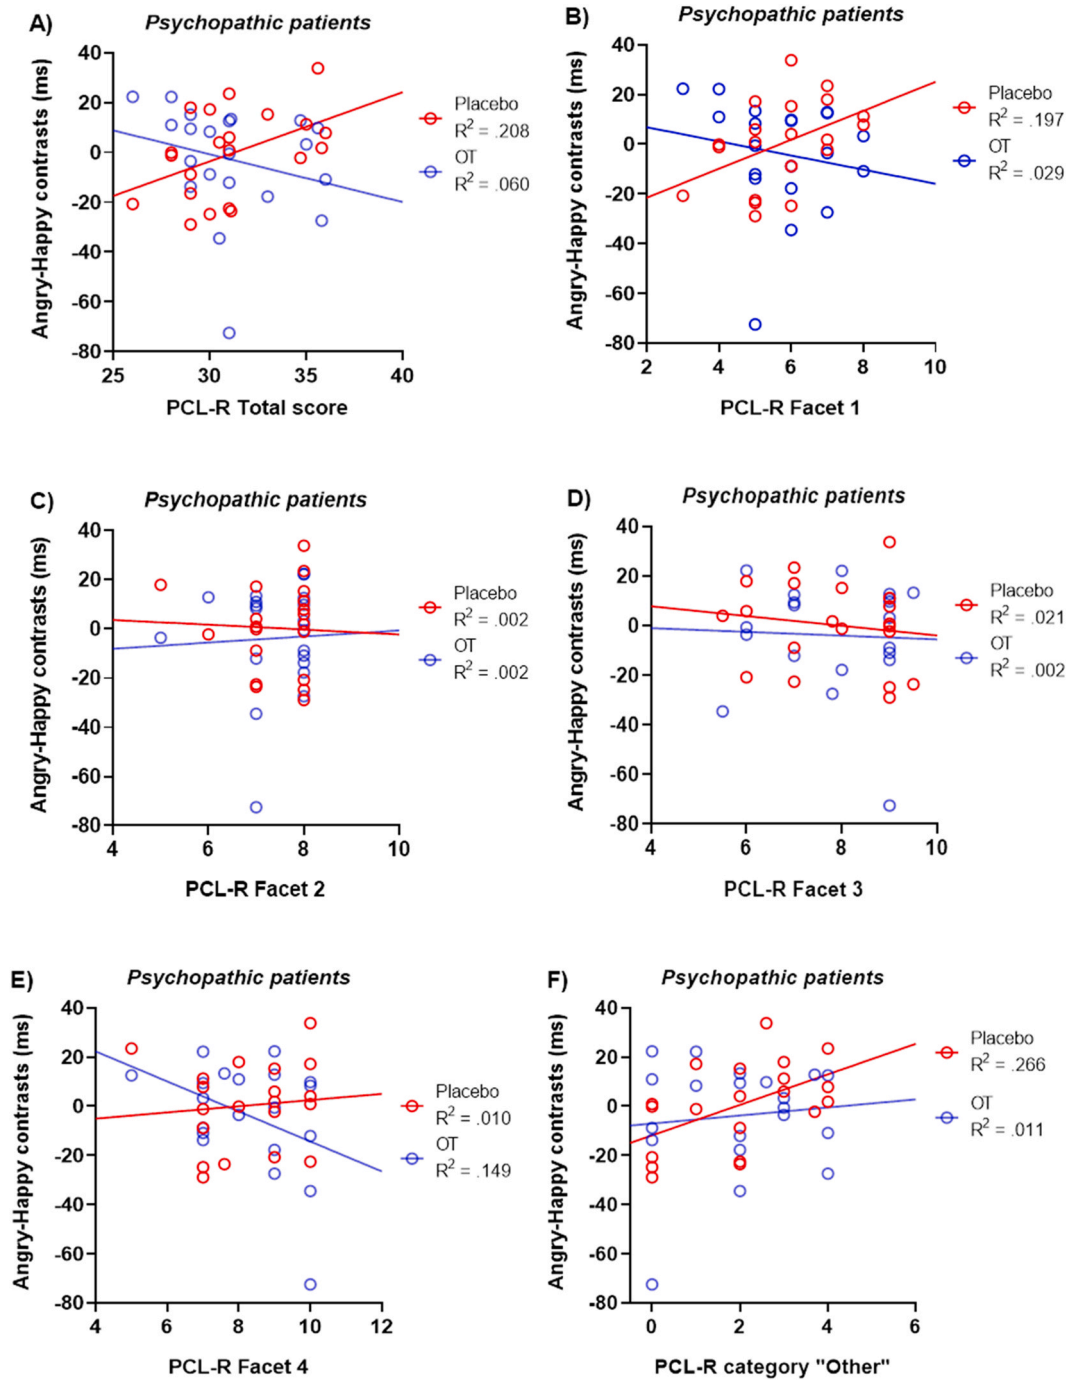 A)
Psychopathic patients
Angry-Happy contrasts (ms)
40
20
0
-20
-40
-60
-80
25
30
35
40
PCL-R Total score
Placebo
R² = .208
OT
R² = .060
B)
Psychopathic patients
Angry-Happy contrasts (ms)
40
20
0
-20
-40
-60
-80
2
4
6
8
10
PCL-R Facet 1
Placebo
R² = .197
OT
R² = .029
C)
Psychopathic patients
Angry-Happy contrasts (ms)
40
20
0
-20
-40
-60
-80
4
6
8
10
PCL-R Facet 2
Placebo
R² = .002
OT
R² = .002
D)
Psychopathic patients
Angry-Happy contrasts (ms)
40
20
0
-20
-40
-60
-80
4
6
8
10
PCL-R Facet 3
Placebo
R² = .021
OT
R² = .002
E)
Psychopathic patients
Angry-Happy contrasts (ms)
40
20
0
-20
-40
-60
-80
4
6
8
10
12
PCL-R Facet 4
Placebo
R² = .010
OT
R² = .149
F)
Psychopathic patients
Angry-Happy contrasts (ms)
40
20
0
-20
-40
-60
-80
0
2
4
6
PCL-R category "Other"
Placebo
R² = .266
OT
R² = .011